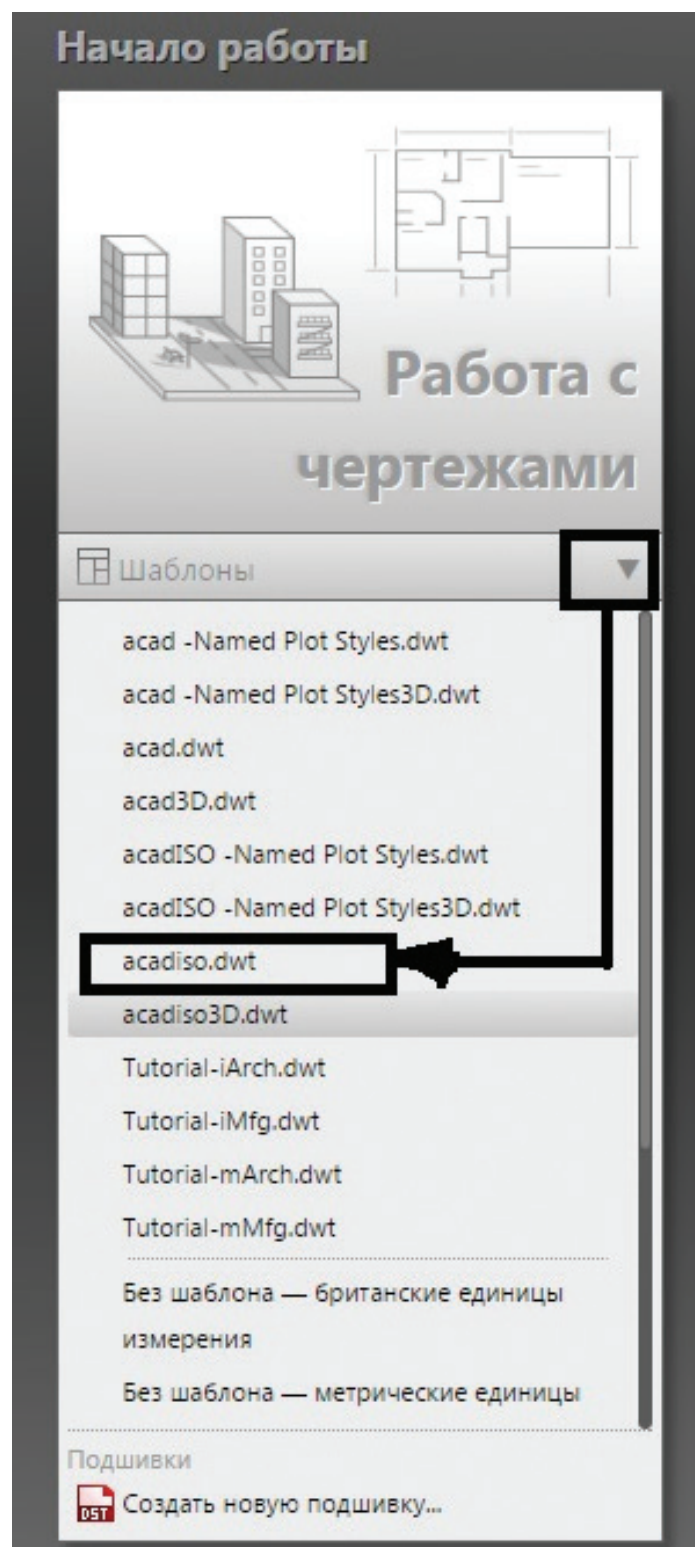 Начало работы
Работа с
чертежами
Шаблоны
acad -Named Plot Styles.dwt
acad -Named Plot Styles3D.dwt
acad.dwt
acad3D.dwt
acadISO -Named Plot Styles.dwt
acadISO -Named Plot Styles3D.dwt
acadiso.dwt
acadiso3D.dwt
Tutorial-iArch.dwt
Tutorial-iMfg.dwt
Tutorial-mArch.dwt
Tutorial-mMfg.dwt
Без шаблона — британские единицы
измерения
Без шаблона — метрические единицы
Подшивки
DST Создать новую подшивку...